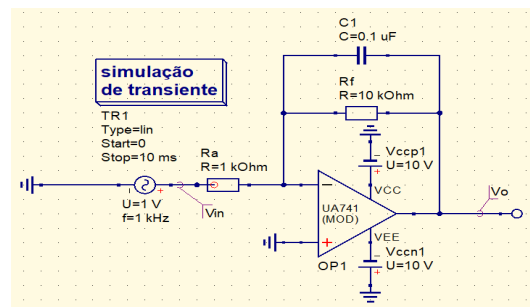 C1
C=0.1 uF
simulação
de transiente
Rf
R=10 kOhm
TR1
Type=lin
Start=0
Stop=10 ms
Ra
R=1 kOhm
Vccp1
U=10 V
VCC
UA741
(MOD)
U=1 V
f=1 kHz
Vin
Vo
VEE
Vccn1
U=10 V
OP1